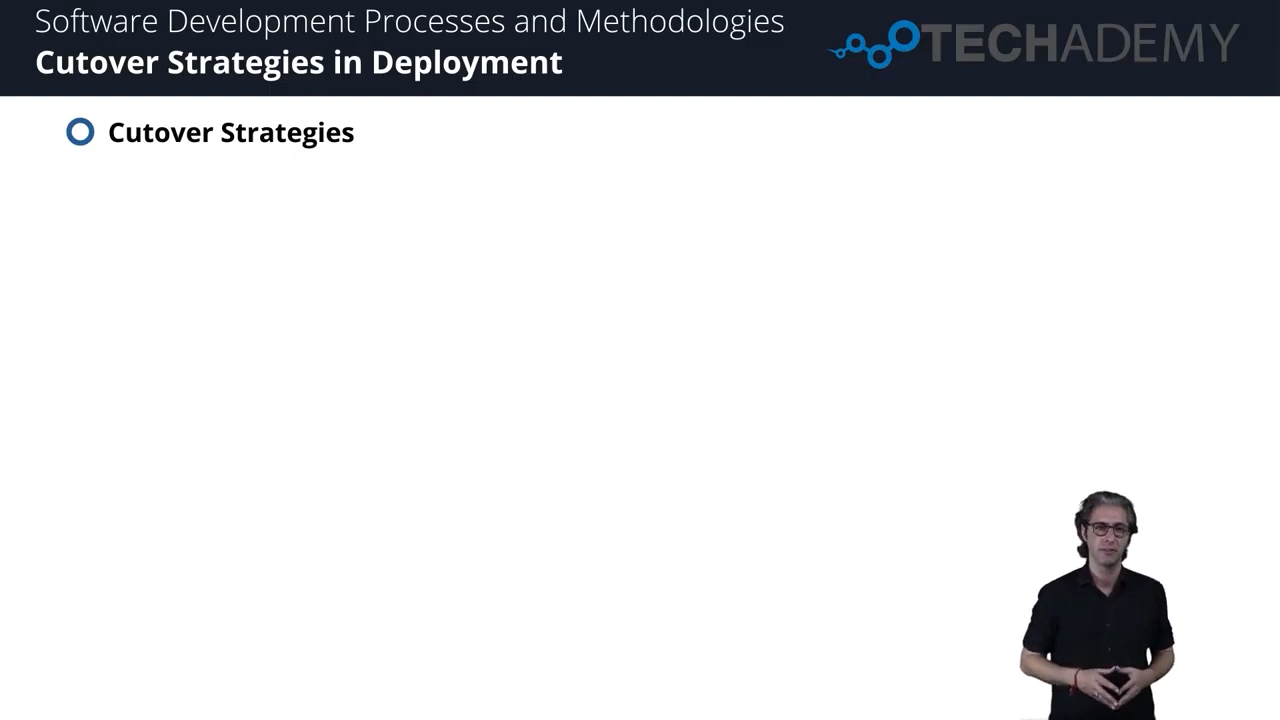 Software Development Processes and Methodologies
Cutover Strategies in Deployment
TECHADEMY
Cutover Strategies